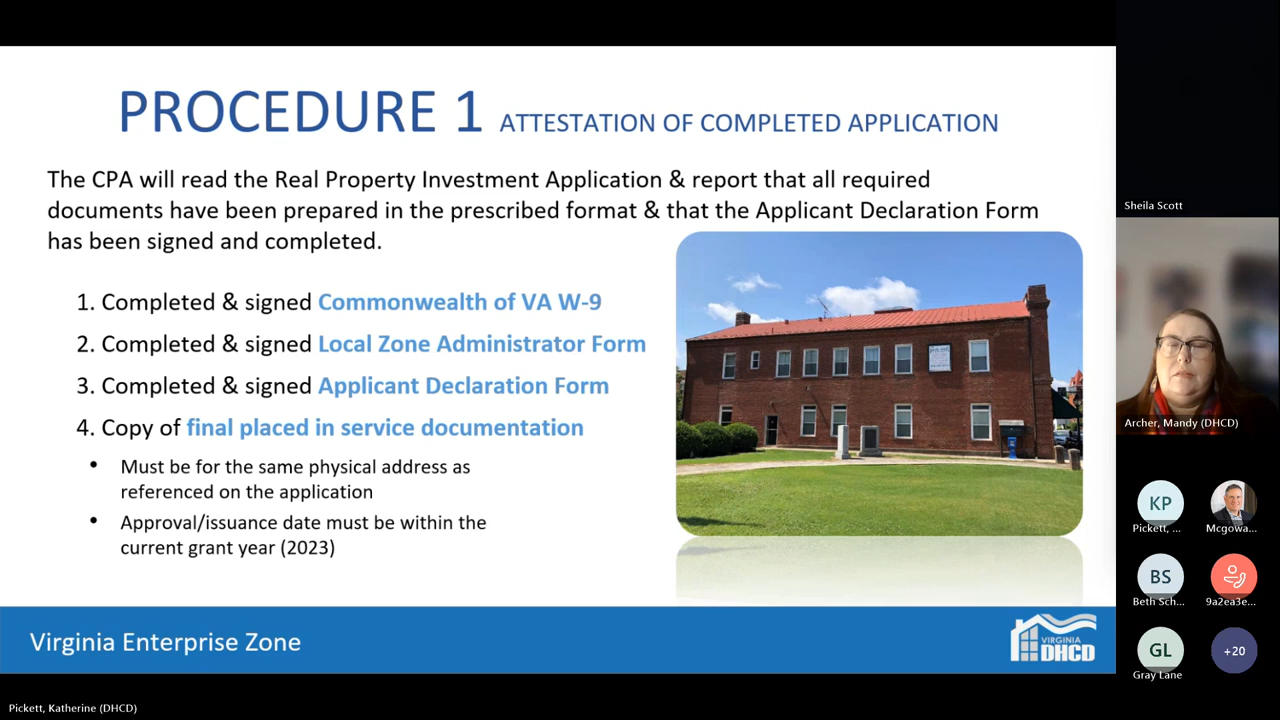 PROCEDURE 1 ATTESTATION OF COMPLETED APPLICATION
The CPA will read the Real Property Investment Application & report that all required
documents have been prepared in the prescribed format & that the Applicant Declaration Form
has been signed and completed.
1. Completed & signed Commonwealth of VA W-9
2. Completed & signed Local Zone Administrator Form
3. Completed & signed Applicant Declaration Form
4. Copy of final placed in service documentation
• Must be for the same physical address as
referenced on the application
• Approval/issuance date must be within the
current grant year (2023)
Virginia Enterprise Zone
VIRGINIA
DHCD
Sheila Scott
Archer, Mandy (DHCD)
KP
Pickett, ...
Mcgowa...
BS
Beth Sch...
9a2ea3e...
GL
Gray Lane
+20
Pickett, Katherine (DHCD)